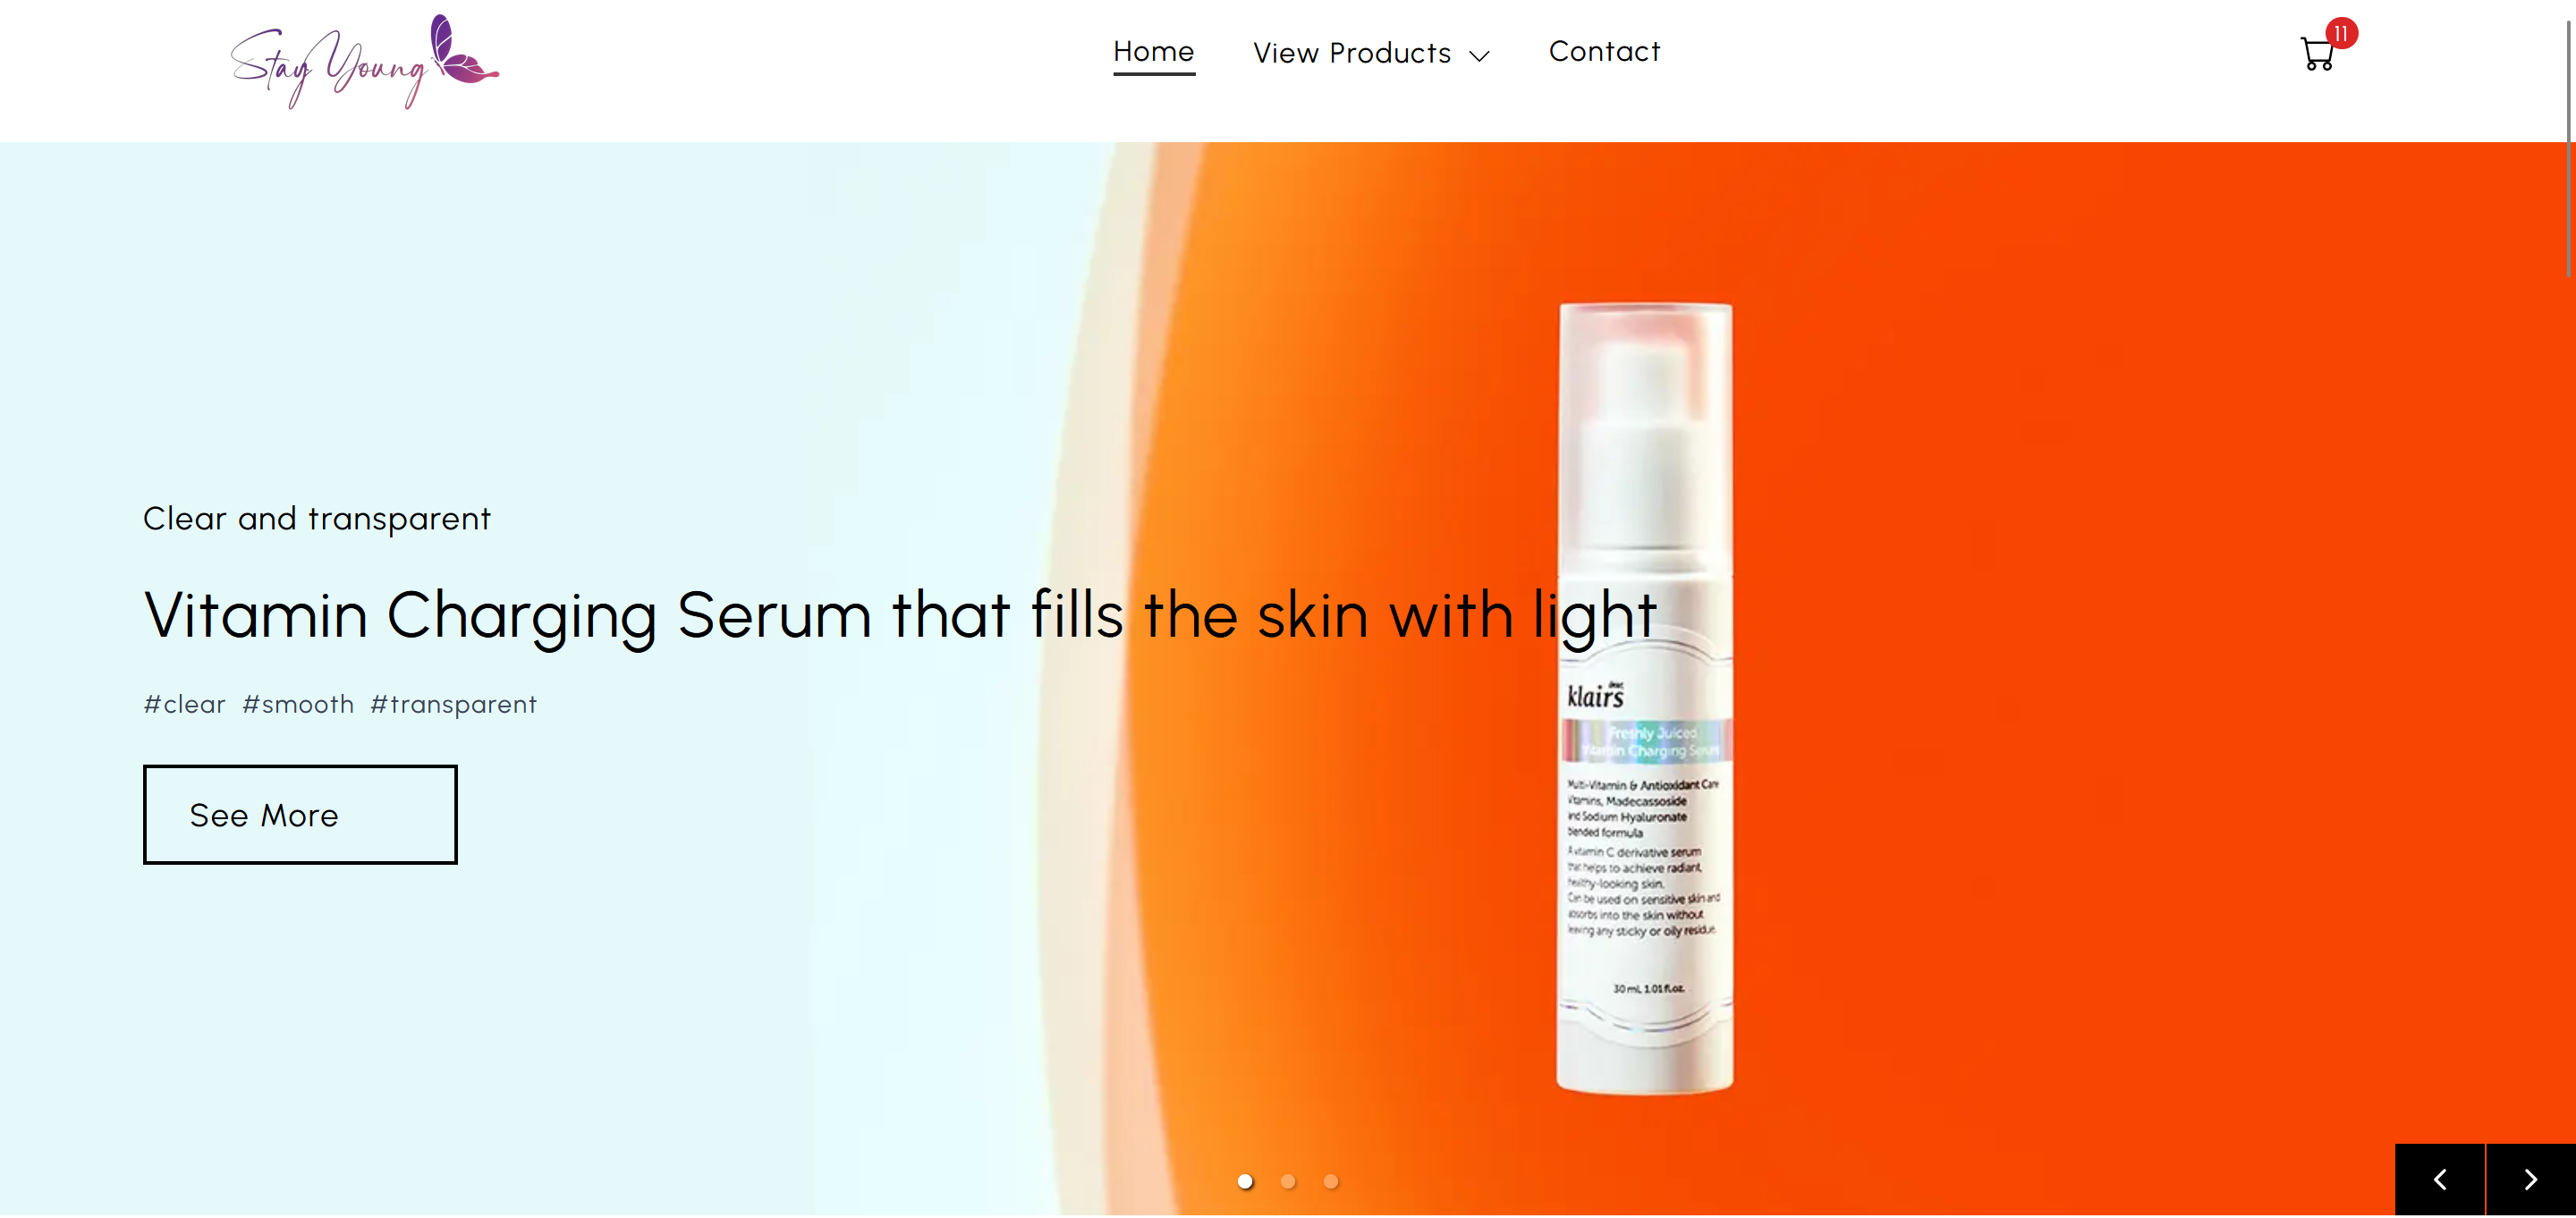 Stay Young
Home
View Products
Contact
11
Clear and transparent
Vitamin Charging Serum that fills the skin with light
#clear #smooth #transparent
See More
dear,
klairs
Freshly Juiced
Vitamin Charging Serum
Multi-Vitamin & Antioxidant Care
Vitamins, Madecassoside
and Sodium Hyaluronate
blended formula
A vitamin C derivative serum
that helps to achieve radiant,
healthy-looking skin.
Can be used on sensitive skin and
absorbs into the skin without
leaving any sticky or oily residue.
30 mL 1.01 fl.oz.